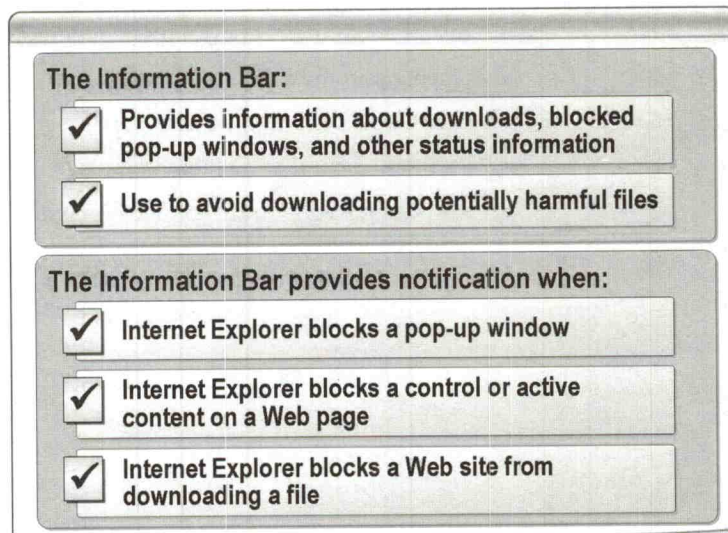 The Information Bar:
Provides information about downloads, blocked
pop-up windows, and other status information
Use to avoid downloading potentially harmful files
The Information Bar provides notification when:
Internet Explorer blocks a pop-up window
Internet Explorer blocks a control or active
content on a Web page
Internet Explorer blocks a Web site from
downloading a file